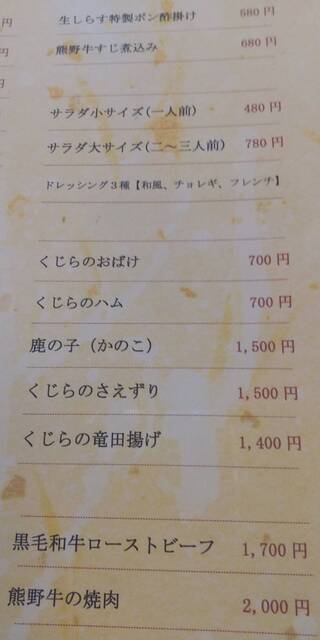 生しらす特製ポン酢掛け 580円
熊野牛すじ煮込み 680円
サラダ小サイズ(一人前) 480円
サラダ大サイズ(二～三人前) 780円
ドレッシング3種【和風、チョレギ、フレンチ】
くじらのおばけ 700円
くじらのハム 700円
鹿の子（かのこ） 1,500円
くじらのさえずり 1,500円
くじらの竜田揚げ 1,400円
黒毛和牛ローストビーフ 1,700円
熊野牛の焼肉 2,000円
円
円